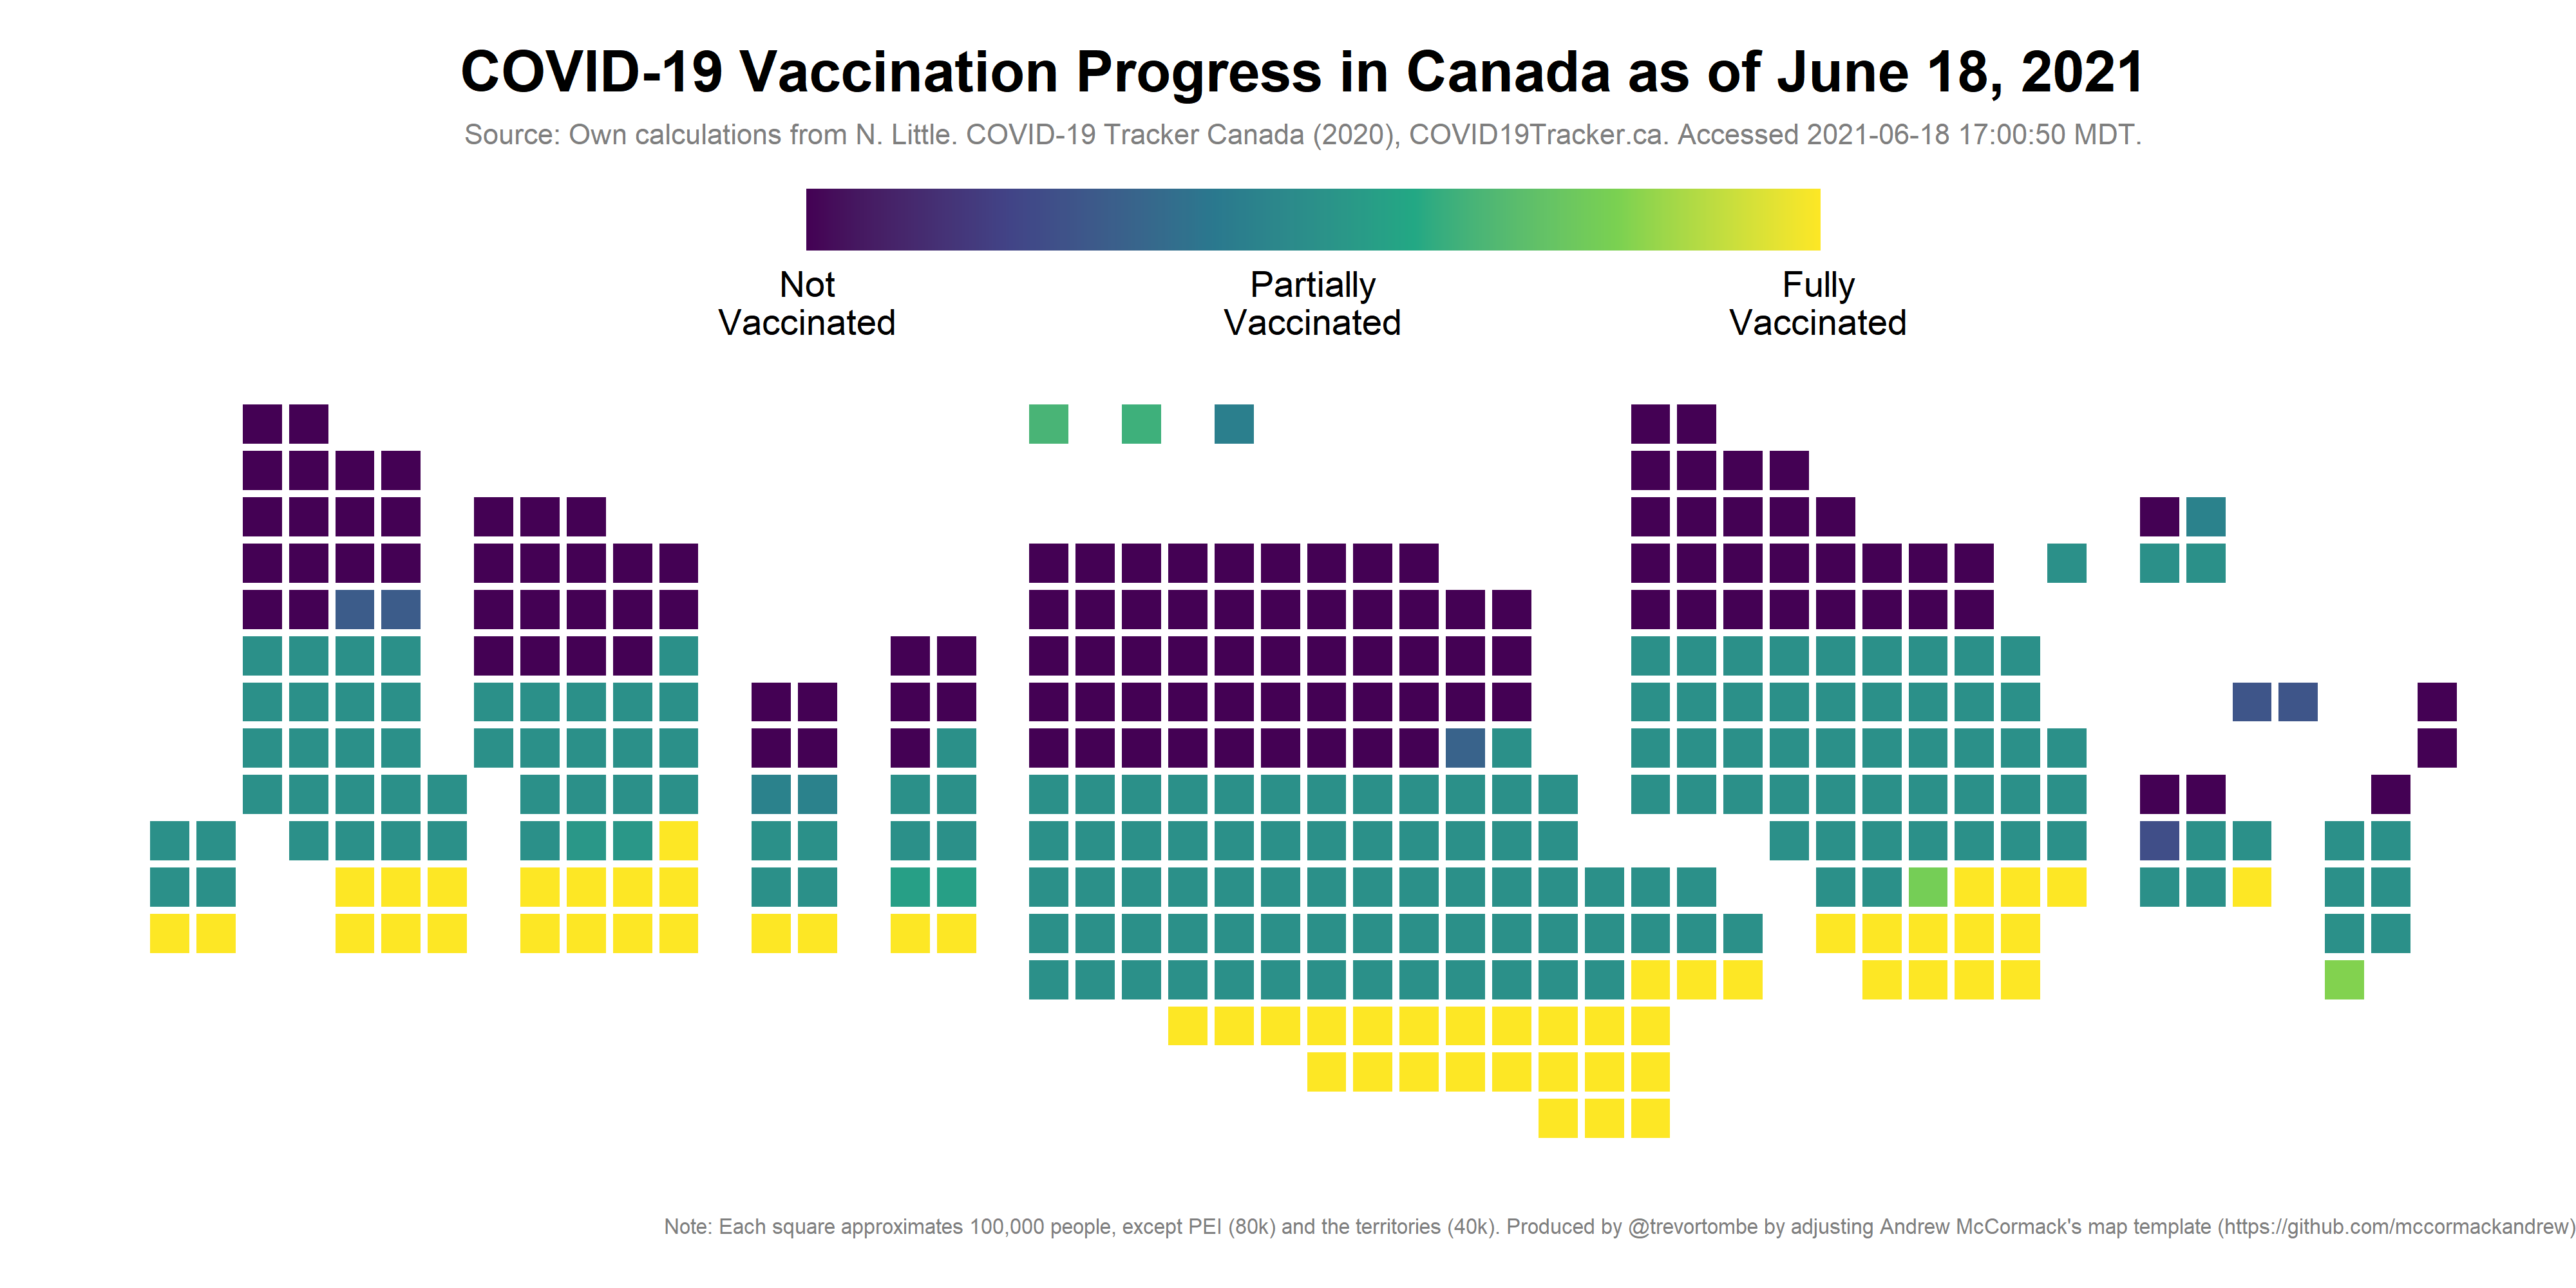 COVID-19 Vaccination Progress in Canada as of June 18, 2021
Source: Own calculations from N. Little. COVID-19 Tracker Canada (2020), COVID19Tracker.ca. Accessed 2021-06-18 17:00:50 MDT.
Not Vaccinated
Partially Vaccinated
Fully Vaccinated
Note: Each square approximates 100,000 people, except PEI (80k) and the territories (40k). Produced by @trevortombe by adjusting Andrew McCormack's map template (https://github.com/mccormackandrew)